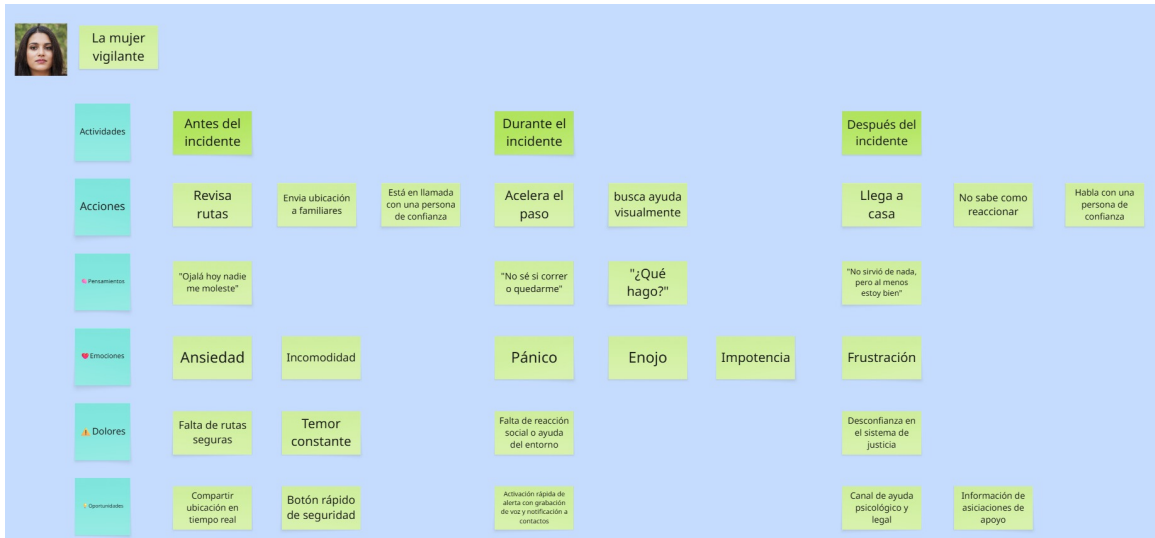 La mujer
vigilante
Actividades
Antes del
incidente
Durante el
incidente
Después del
incidente
Acciones
Revisa
rutas
Envia ubicación
a familiares
Está en llamada
con una persona
de confianza
Acelera el
paso
busca ayuda
visualmente
Llega a
casa
No sabe como
reaccionar
Habla con una
persona de
confianza
Pensamientos
"Ojalá hoy nadie
me moleste"
"No sé si correr
o quedarme"
"¿Qué
hago?"
"No sirvió de nada,
pero al menos
estoy bien"
Emociones
Ansiedad
Incomodidad
Pánico
Enojo
Impotencia
Frustración
Dolores
Falta de rutas
seguras
Temor
constante
Falta de reacción
social o ayuda
del entorno
Desconfianza en
el sistema de
justicia
Oportunidades
Compartir
ubicación en
tiempo real
Botón rápido
de seguridad
Activación rápida de
alerta con grabación
de voz y notificación a
contactos
Canal de ayuda
psicológico y
legal
Información de
asiciaciones de
apoyo